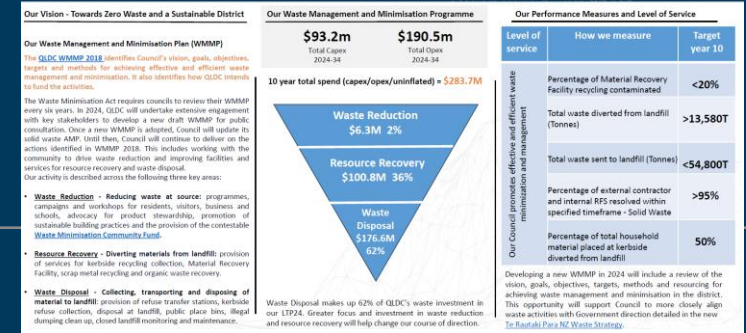 Our Vision - Towards Zero Waste and a Sustainable District
Our Waste Management and Minimisation Plan (WMMP)
The QLDC WMMP 2018 identifies Council's vision, goals, objectives,
targets and methods for achieving effective and efficient waste
management and minimisation. It also identifies how QLDC intends
to fund the activities.
The Waste Minimisation Act requires councils to review their WMMP
every six years. In 2024, QLDC will undertake extensive engagement
with key stakeholders to develop a new draft WMMP for public
consultation. Once a new WMMP is adopted, Council will update its
solid waste AMP. Until then, Council will continue to deliver on the
actions identified in WMMP 2018. This includes working with the
community to drive waste reduction and improving facilities and
services for resource recovery and waste disposal.
Our activity is described across the following three key areas:
• Waste Reduction - Reducing waste at source: programmes,
campaigns and workshops for residents, visitors, business and
schools, advocacy for product stewardship, promotion of
sustainable building practices and the provision of the contestable
Waste Minimisation Community Fund.
• Resource Recovery - Diverting materials from landfill: provision
of services for kerbside recycling collection, Material Recovery
Facility, scrap metal recycling and organic waste recovery.
• Waste Disposal - Collecting, transporting and disposing of
material to landfill: provision of refuse transfer stations, kerbside
refuse collection, disposal at landfill, public place bins, illegal
dumping clean up, closed landfill monitoring and maintenance.
Our Waste Management and Minimisation Programme
$93.2m
Total Capex
2024-34
$190.5m
Total Opex
2024-34
10 year total spend (capex/opex/uninflated) = $283.7M
Waste Reduction
$6.3M 2%
Resource Recovery
$100.8M 36%
Waste
Disposal
$176.6M
62%
Waste Disposal makes up 62% of QLDC's waste investment in
our LTP24. Greater focus and investment in waste reduction
and resource recovery will help change our course of direction.
Our Performance Measures and Level of Service
Level of
service
How we measure
Target
year 10
Our Council promotes effective and efficient waste
minimization and management
Percentage of Material Recovery
Facility recycling contaminated
<20%
Total waste diverted from landfill
(Tonnes)
>13,580T
Total waste sent to landfill (Tonnes)
<54,800T
Percentage of external contractor
and internal RFS resolved within
specified timeframe - Solid Waste
>95%
Percentage of total household
material placed at kerbside
diverted from landfill
50%
Developing a new WMMP in 2024 will include a review of the
vision, goals, objectives, targets, methods and resourcing for
achieving waste management and minimisation in the district.
This opportunity will support Council to more closely align
waste activities with Government direction detailed in the new
Te Rautaki Para NZ Waste Strategy.